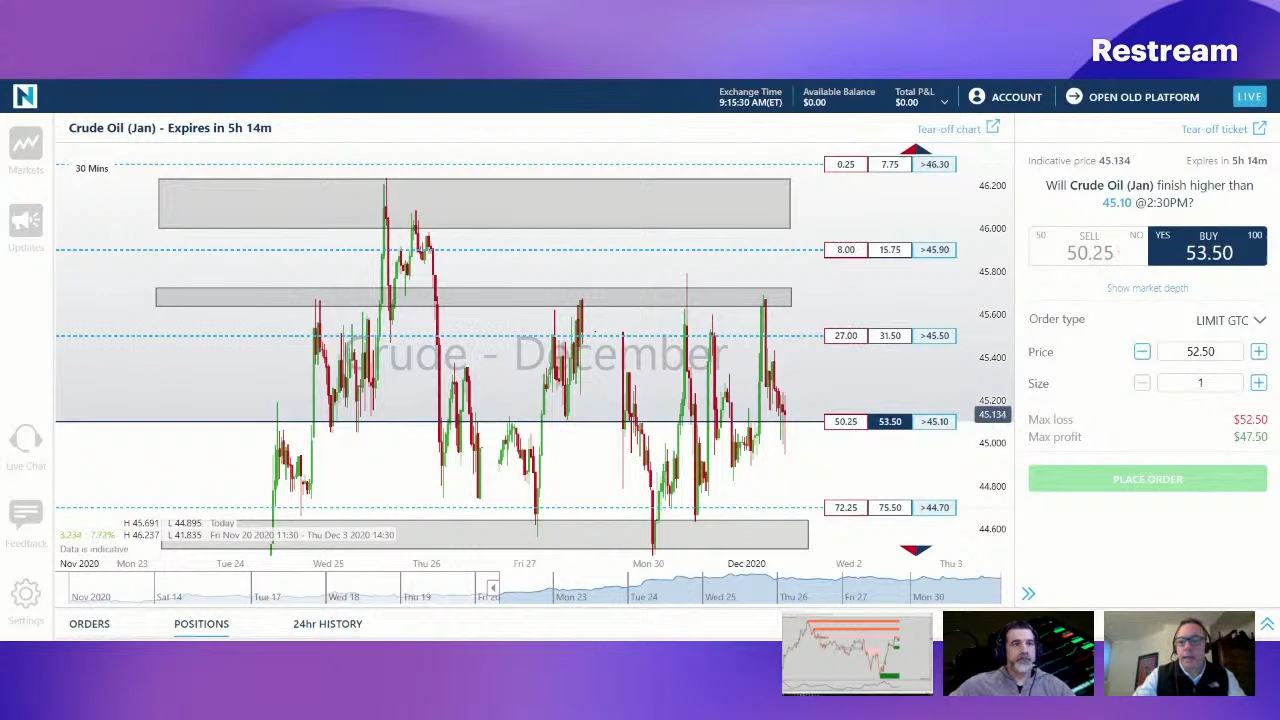 Restream
N
Exchange Time
9:15:30 AM(ET)
Available Balance
$0.00
Total P&L
$0.00
ACCOUNT
OPEN OLD PLATFORM
LIVE
Markets
Updates
Live Chat
Feedback
Settings
Crude Oil (Jan) - Expires in 5h 14m
Tear-off chart
30 Mins
Crude - December
0.25 7.75 >46.30
8.00 15.75 >45.90
27.00 31.50 >45.50
50.25 53.50 >45.10
72.25 75.50 >44.70
46.200
46.000
45.800
45.600
45.400
45.200
45.134
45.000
44.800
44.600
H 45.691 L 44.895 Today
3.234 7.72% H 46.237 L 41.835 Fri Nov 20 2020 11:30 - Thu Dec 3 2020 14:30
Data is indicative
Nov 2020 Mon 23 Tue 24 Wed 25 Thu 26 Fri 27 Mon 30 Dec 2020 Wed 2 Thu 3
Nov 2020 Sat 14 Tue 17 Wed 18 Thu 19 Fri 20 Mon 23 Tue 24 Wed 25 Thu 26 Fri 27 Mon 30
ORDERS POSITIONS 24hr HISTORY
Tear-off ticket
Indicative price 45.134 Expires in 5h 14m
Will Crude Oil (Jan) finish higher than
45.10 @2:30PM?
50 SELL NO YES BUY 100
50.25 53.50
Show market depth
Order type LIMIT GTC
Price 52.50
Size 1
Max loss $52.50
Max profit $47.50
PLACE ORDER